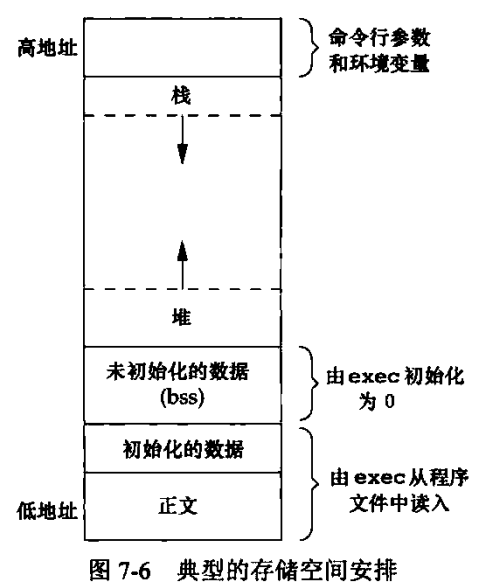 高地址
命令行参数
和环境变量
栈
堆
未初始化的数据
(bss)
由exec初始化
为 0
初始化的数据
由exec从程序
文件中读入
低地址
正文
图 7-6 典型的存储空间安排